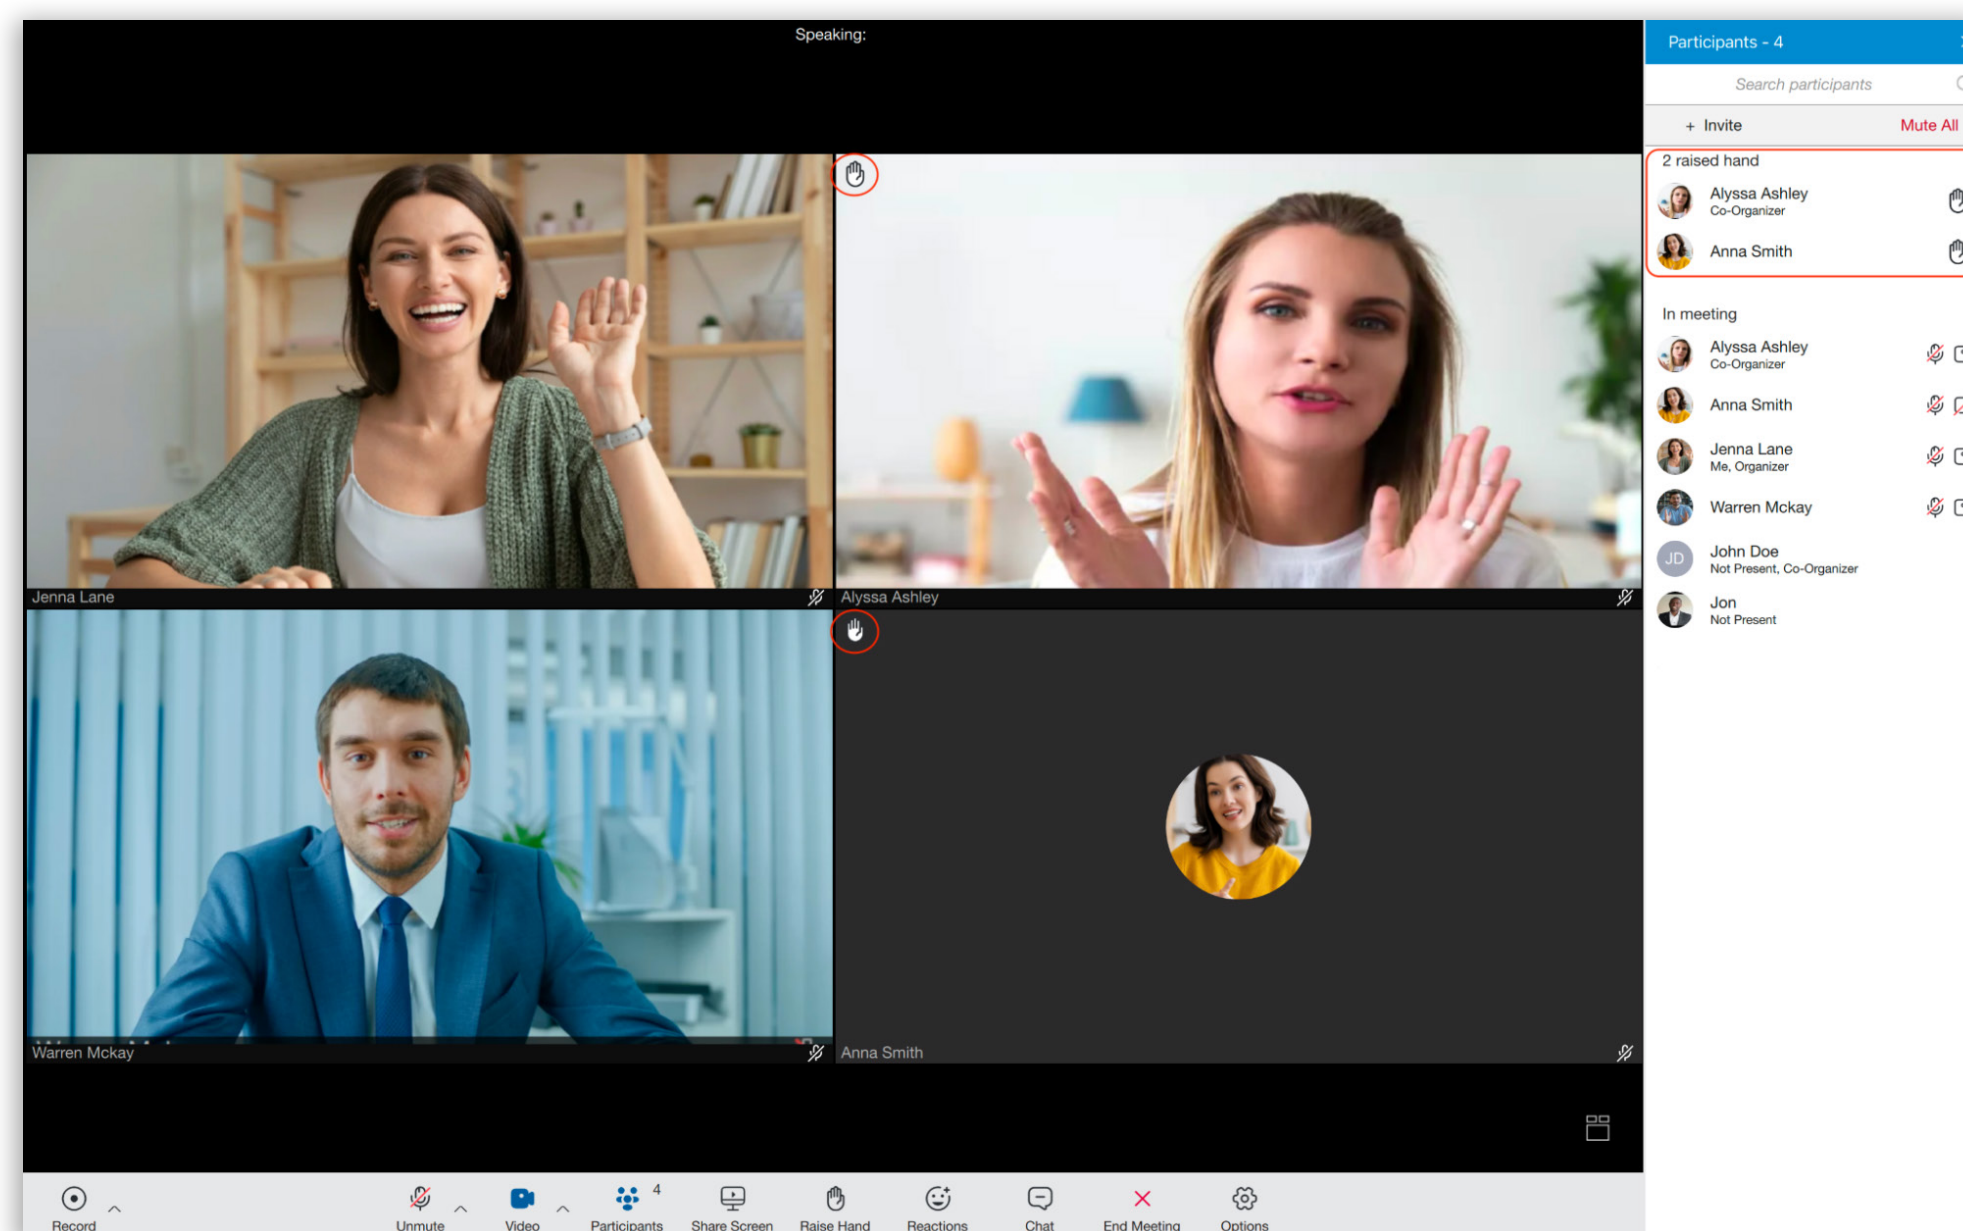 Speaking:
Jenna Lane
Alyssa Ashley
Warren Mckay
Anna Smith
Participants - 4
Search participants
+ Invite
Mute All
2 raised hand
Alyssa Ashley
Co-Organizer
Anna Smith
In meeting
Alyssa Ashley
Co-Organizer
Anna Smith
Jenna Lane
Me, Organizer
Warren Mckay
JD
John Doe
Not Present, Co-Organizer
Jon
Not Present
Record
Unmute
Video
4
Participants
Share Screen
Raise Hand
Reactions
Chat
End Meeting
Options